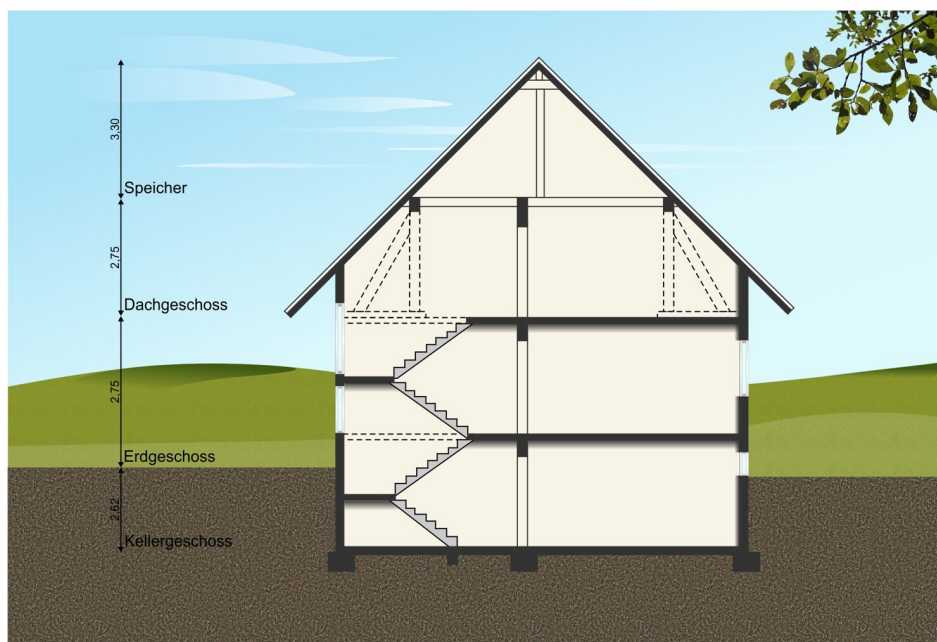 3,30
Speicher
2,75
Dachgeschoss
2,75
Erdgeschoss
2,62
Kellergeschoss